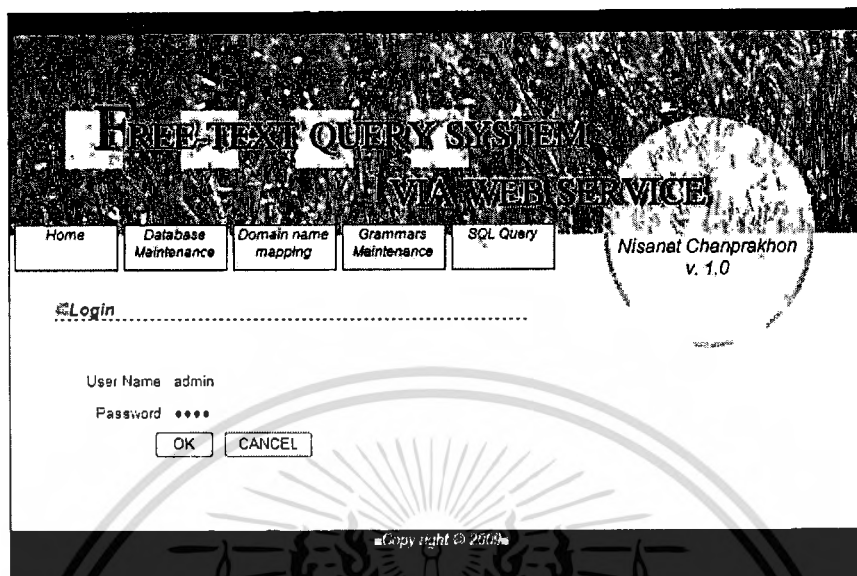 FREE-TEXT QUERY SYSTEM
VIA WEB SERVICE
Home
Database Maintenance
Domain name mapping
Grammars Maintenance
SQL Query
Nisanat Chanprakhon
v. 1.0
Login
User Name admin
Password ••••
OK CANCEL
Copy right © 2009